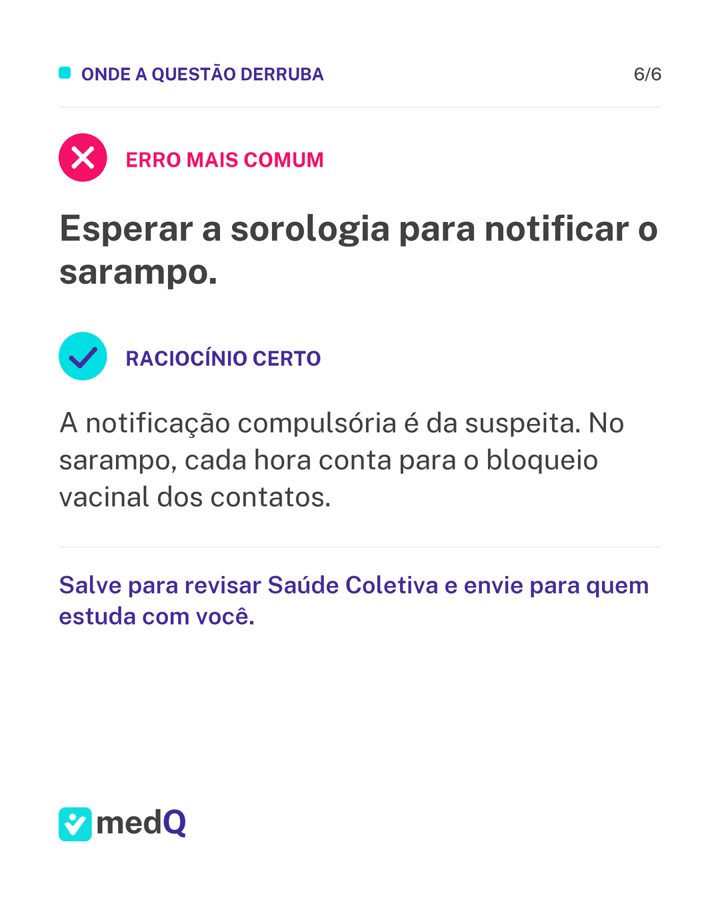 ONDE A QUESTÃO DERRUBA
6/6
ERRO MAIS COMUM
Esperar a sorologia para notificar o
sarampo.
RACIOCÍNIO CERTO
A notificação compulsória é da suspeita. No
sarampo, cada hora conta para o bloqueio
vacinal dos contatos.
Salve para revisar Saúde Coletiva e envie para quem
estuda com você.
medQ